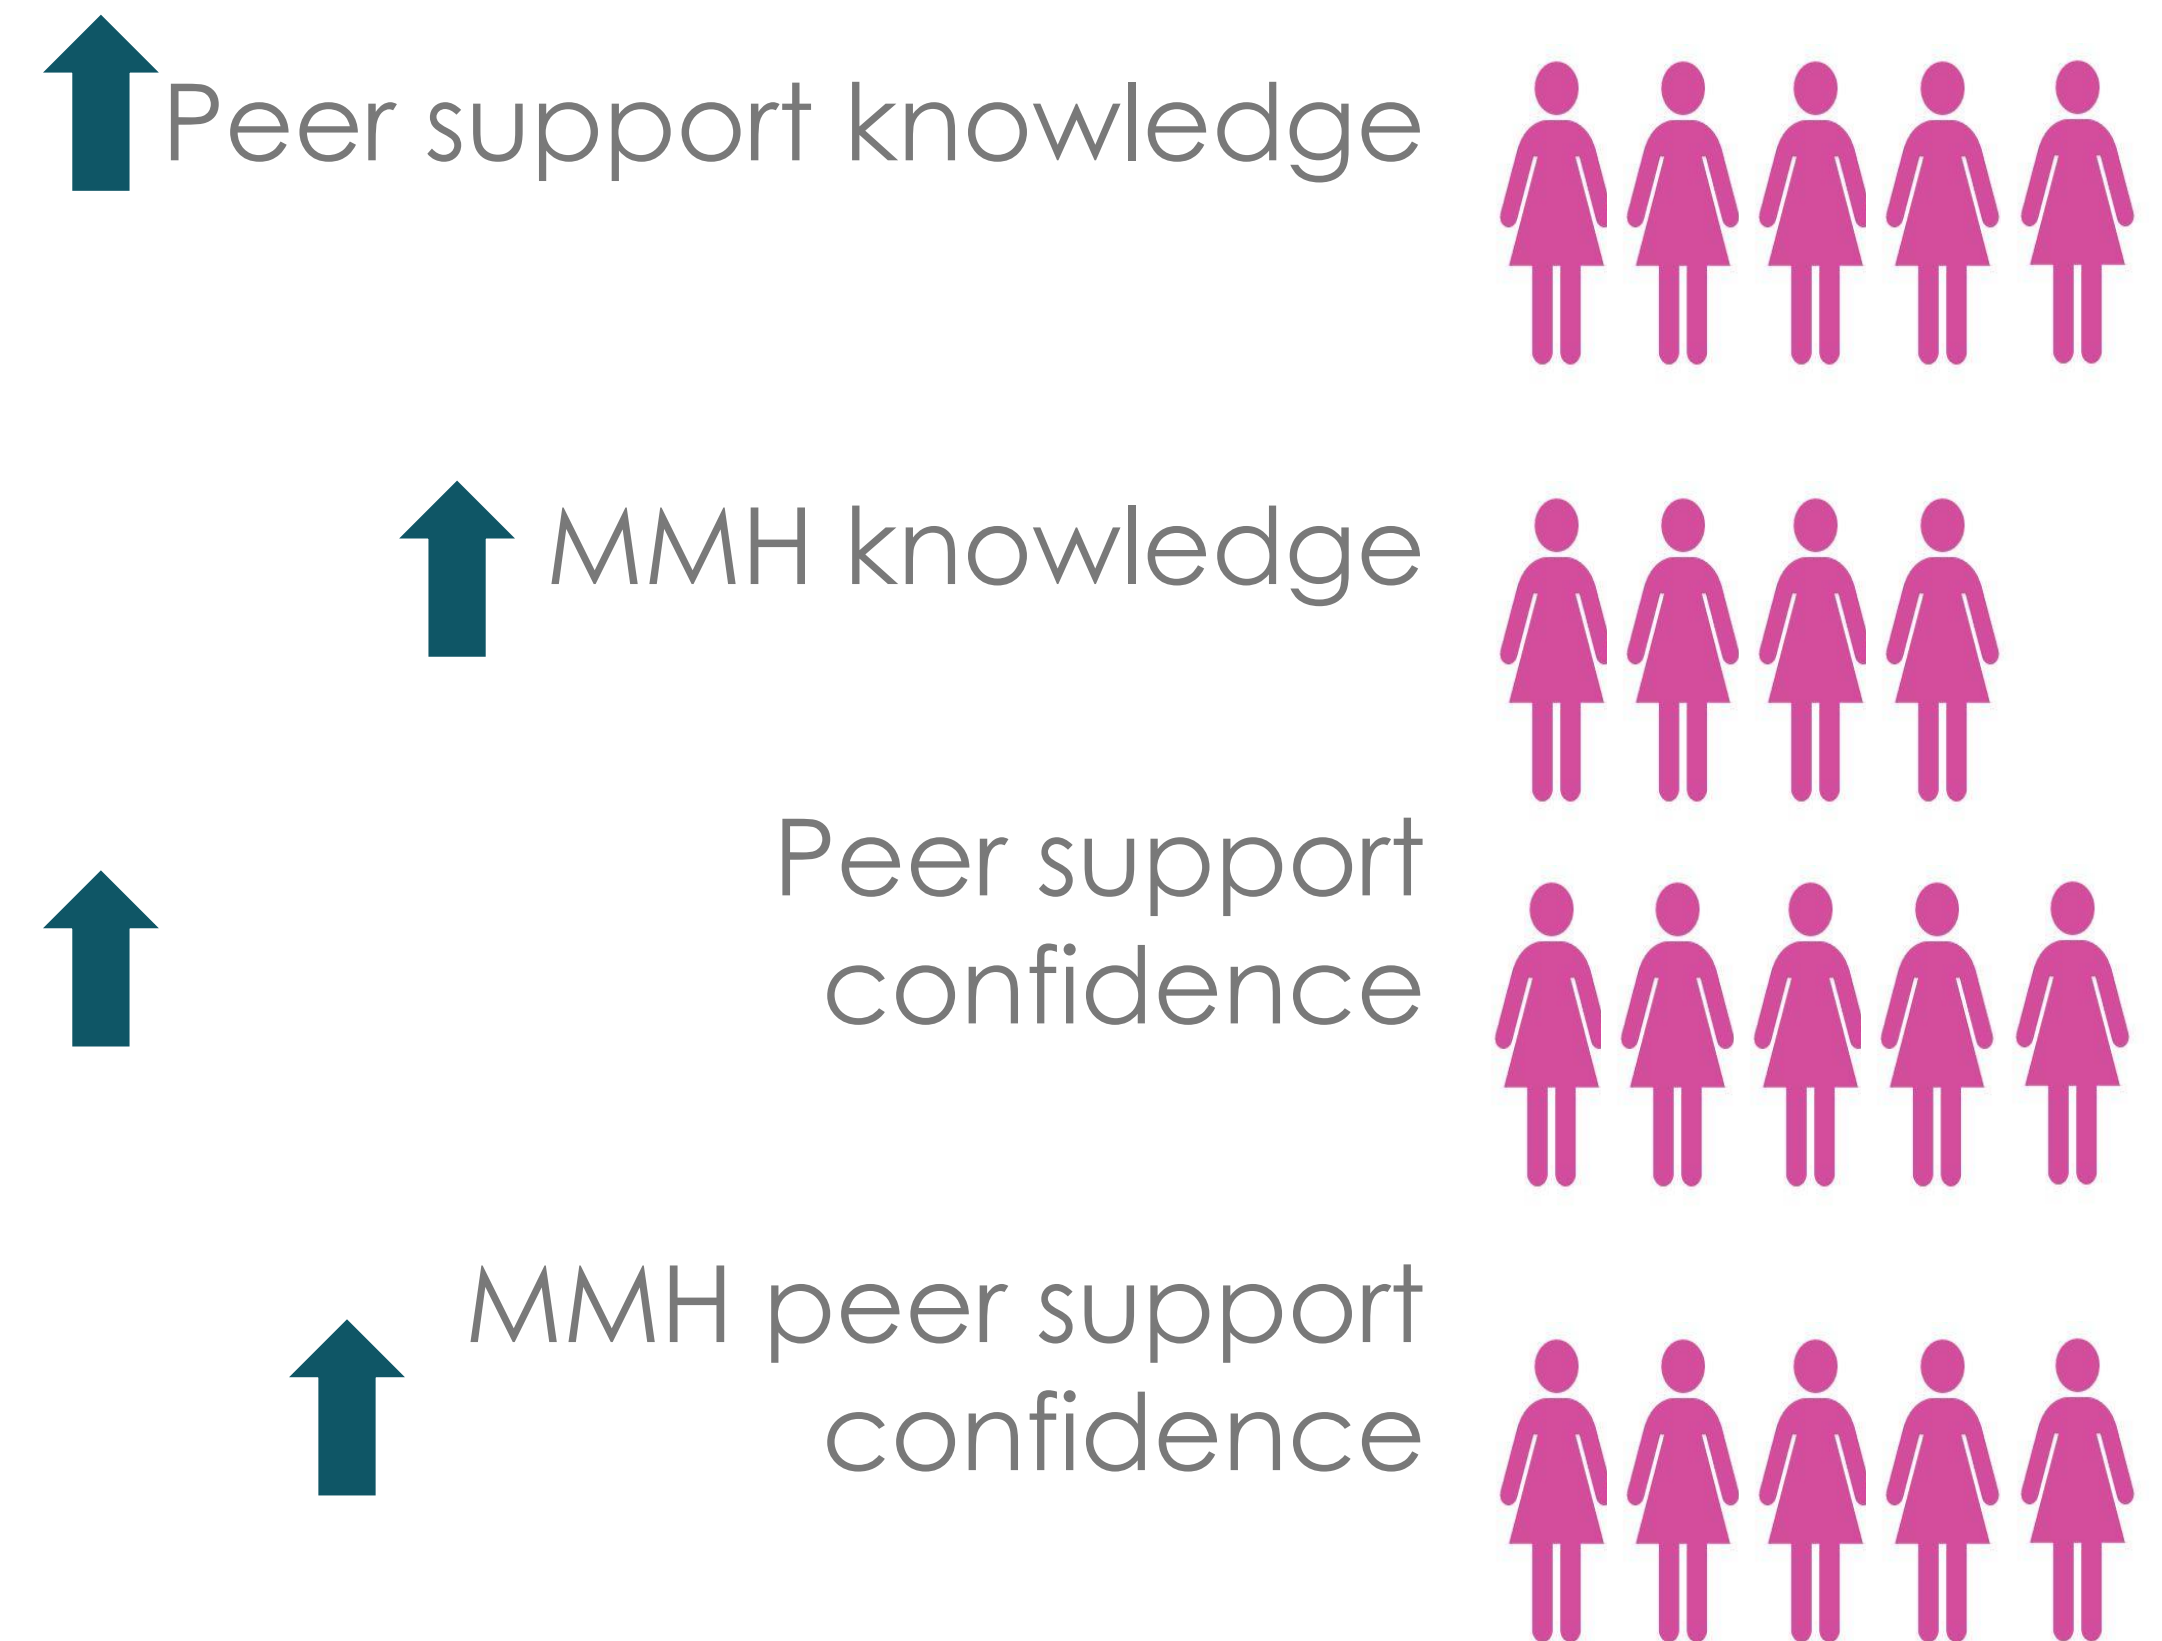 Peer support knowledge
MMH knowledge
Peer support
confidence
MMH peer support
confidence